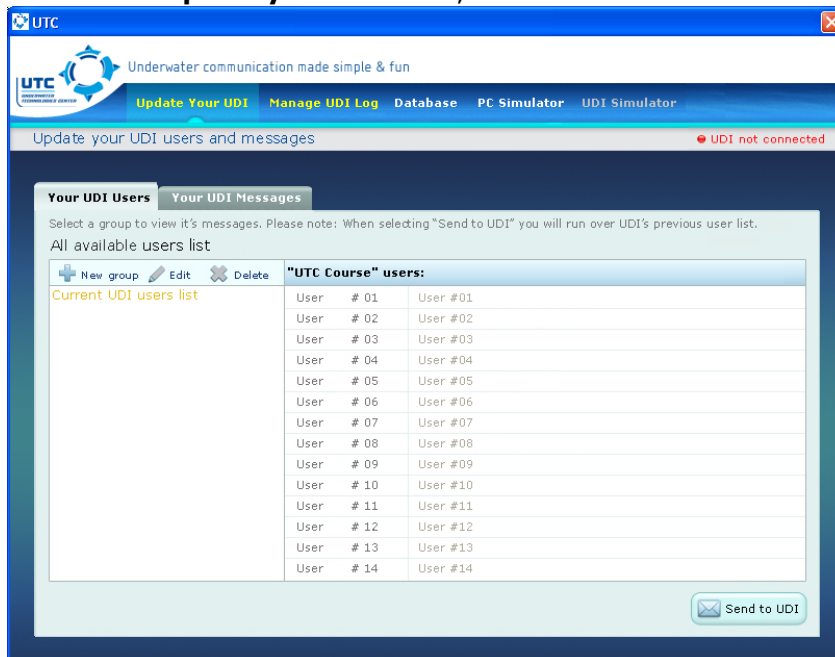 UTC
Underwater communication made simple & fun
UTC
Update Your UDI Manage UDI Log Database PC Simulator UDI Simulator
Update your UDI users and messages
UDI not connected
Your UDI Users Your UDI Messages
Select a group to view it's messages. Please note: When selecting "Send to UDI" you will run over UDI's previous user list.
All available users list
New group Edit Delete
"UTC Course" users:
Current UDI users list
User # 01 User #01
User # 02 User #02
User # 03 User #03
User # 04 User #04
User # 05 User #05
User # 06 User #06
User # 07 User #07
User # 08 User #08
User # 09 User #09
User # 10 User #10
User # 11 User #11
User # 12 User #12
User # 13 User #13
User # 14 User #14
Send to UDI